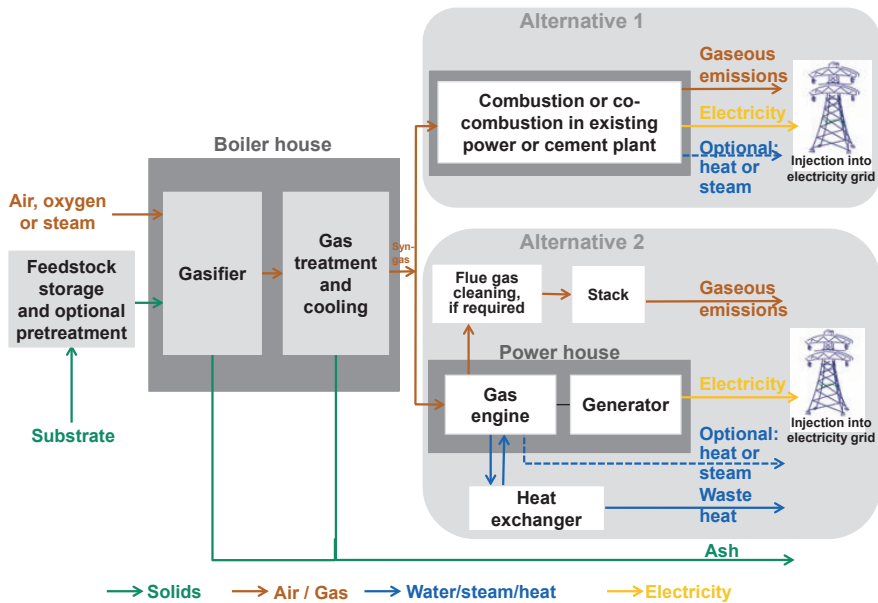 Alternative 1
Gaseous
emissions
Combustion or co-
combustion in existing
power or cement plant
Electricity
Optional:
heat or
steam
Injection into
electricity grid
Boiler house
Air, oxygen
or steam
Gasifier
Gas
treatment
and
cooling
Syn-
gas
Feedstock
storage
and optional
pretreatment
Substrate
Alternative 2
Flue gas
cleaning,
if required
Stack
Gaseous
emissions
Power house
Gas
engine
Generator
Electricity
Injection into
electricity grid
Optional:
heat or
steam
Heat
exchanger
Waste
heat
Ash
Solids
Air / Gas
Water/steam/heat
Electricity